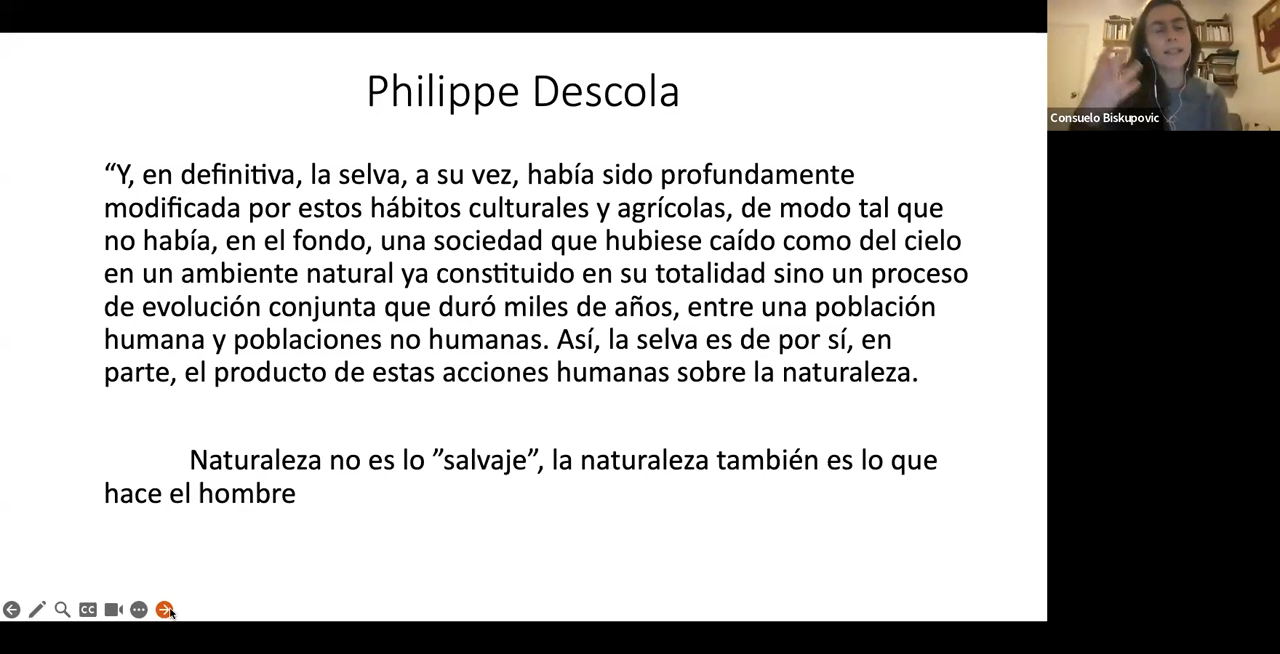 Philippe Descola
“Y, en definitiva, la selva, a su vez, había sido profundamente
modificada por estos hábitos culturales y agrícolas, de modo tal que
no había, en el fondo, una sociedad que hubiese caído como del cielo
en un ambiente natural ya constituido en su totalidad sino un proceso
de evolución conjunta que duró miles de años, entre una población
humana y poblaciones no humanas. Así, la selva es de por sí, en
parte, el producto de estas acciones humanas sobre la naturaleza.
Naturaleza no es lo ”salvaje”, la naturaleza también es lo que
hace el hombre
CC
Consuelo Biskupovic